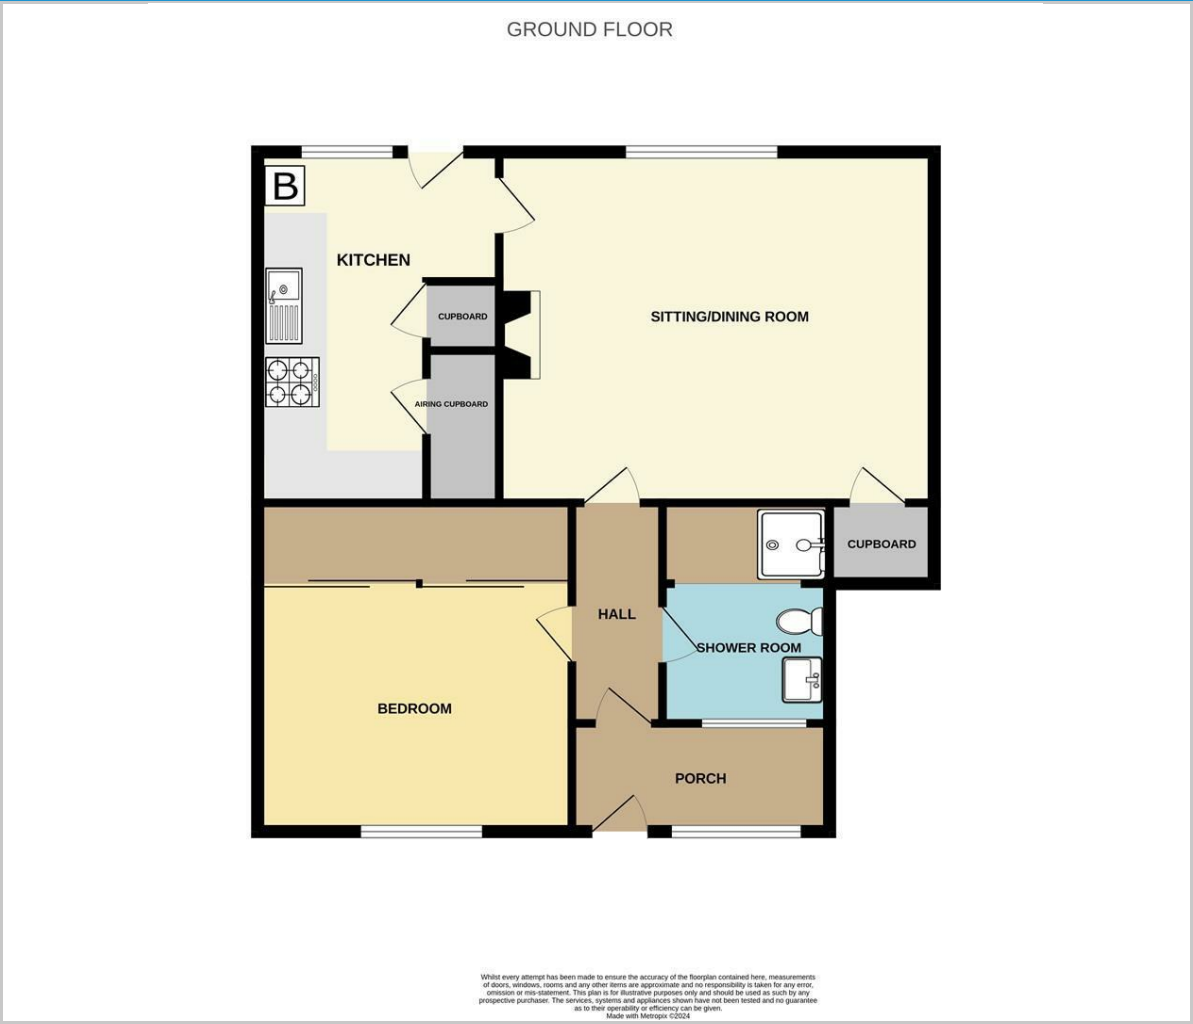 GROUND FLOOR
B
KITCHEN
CUPBOARD
SITTING/DINING ROOM
AIRING CUPBOARD
CUPBOARD
HALL
SHOWER ROOM
BEDROOM
PORCH
Whilst every attempt has been made to ensure the accuracy of the floorplan contained here, measurements
of doors, windows, rooms and any other items are approximate and no responsibility is taken for any error,
omission or mis-statement. This plan is for illustrative purposes only and should be used as such by any
prospective purchaser. The services, systems and appliances shown have not been tested and no guarantee
as to their operability or efficiency can be given.
Made with Metropix ©2024